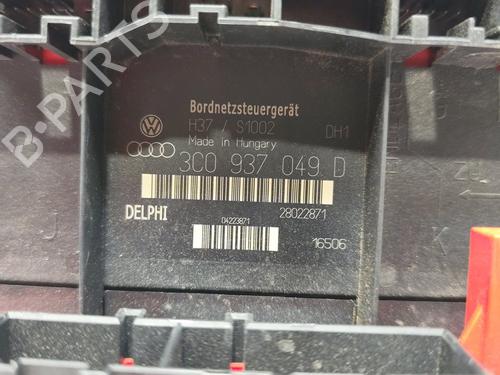 B-PARTS
Bordnetzsteuergerät
H37 / S1002 DH1
Made in Hungary
3C0 937 049 D
DELPHI 28022871
04223871
16506